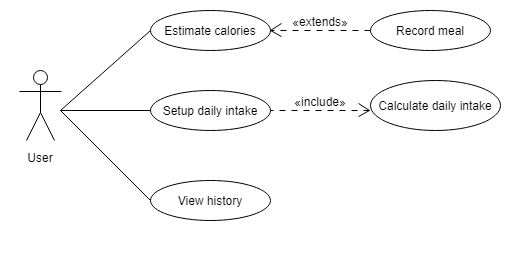 Estimate calories
«extends»
Record meal
Setup daily intake
«include»
Calculate daily intake
User
View history